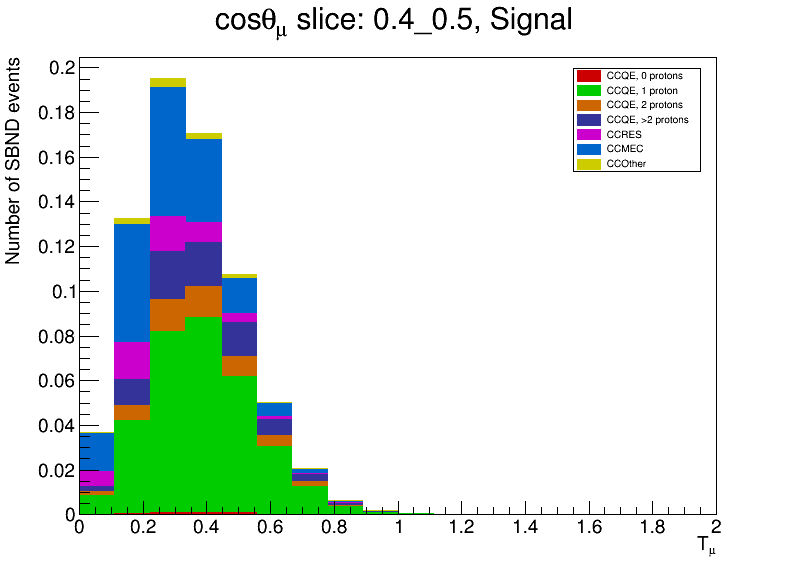 cosθμ slice: 0.4_0.5, Signal
Number of SBND events
0.2
0.18
0.16
0.14
0.12
0.1
0.08
0.06
0.04
0.02
0
CCQE, 0 protons
CCQE, 1 proton
CCQE, 2 protons
CCQE, >2 protons
CCRES
CCMEC
CCOther
0 0.2 0.4 0.6 0.8 1 1.2 1.4 1.6 1.8 2
Tμ